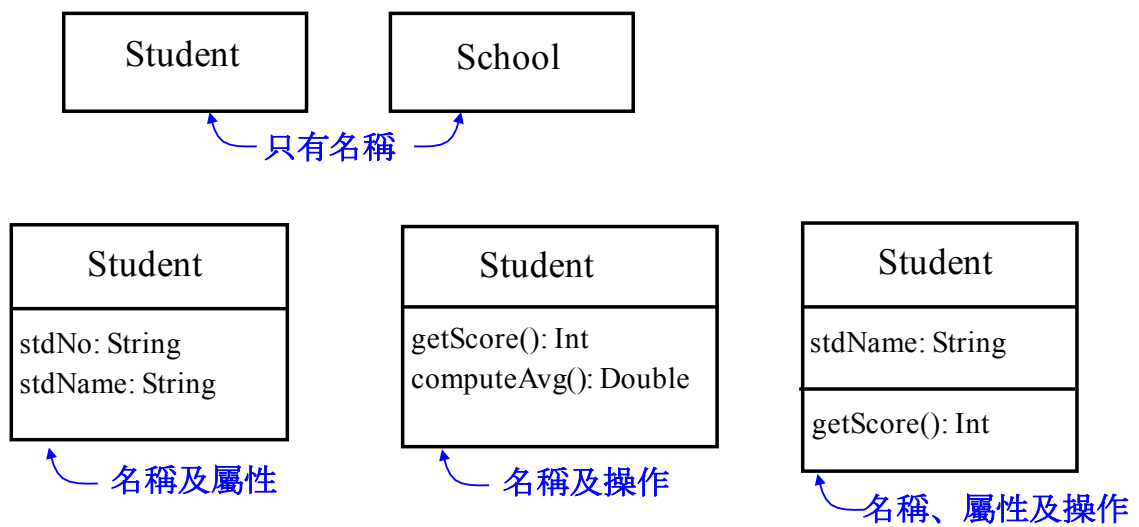 Student
School
只有名稱
Student
stdNo: String
stdName: String
名稱及屬性
Student
getScore(): Int
computeAvg(): Double
名稱及操作
Student
stdName: String
getScore(): Int
名稱、屬性及操作